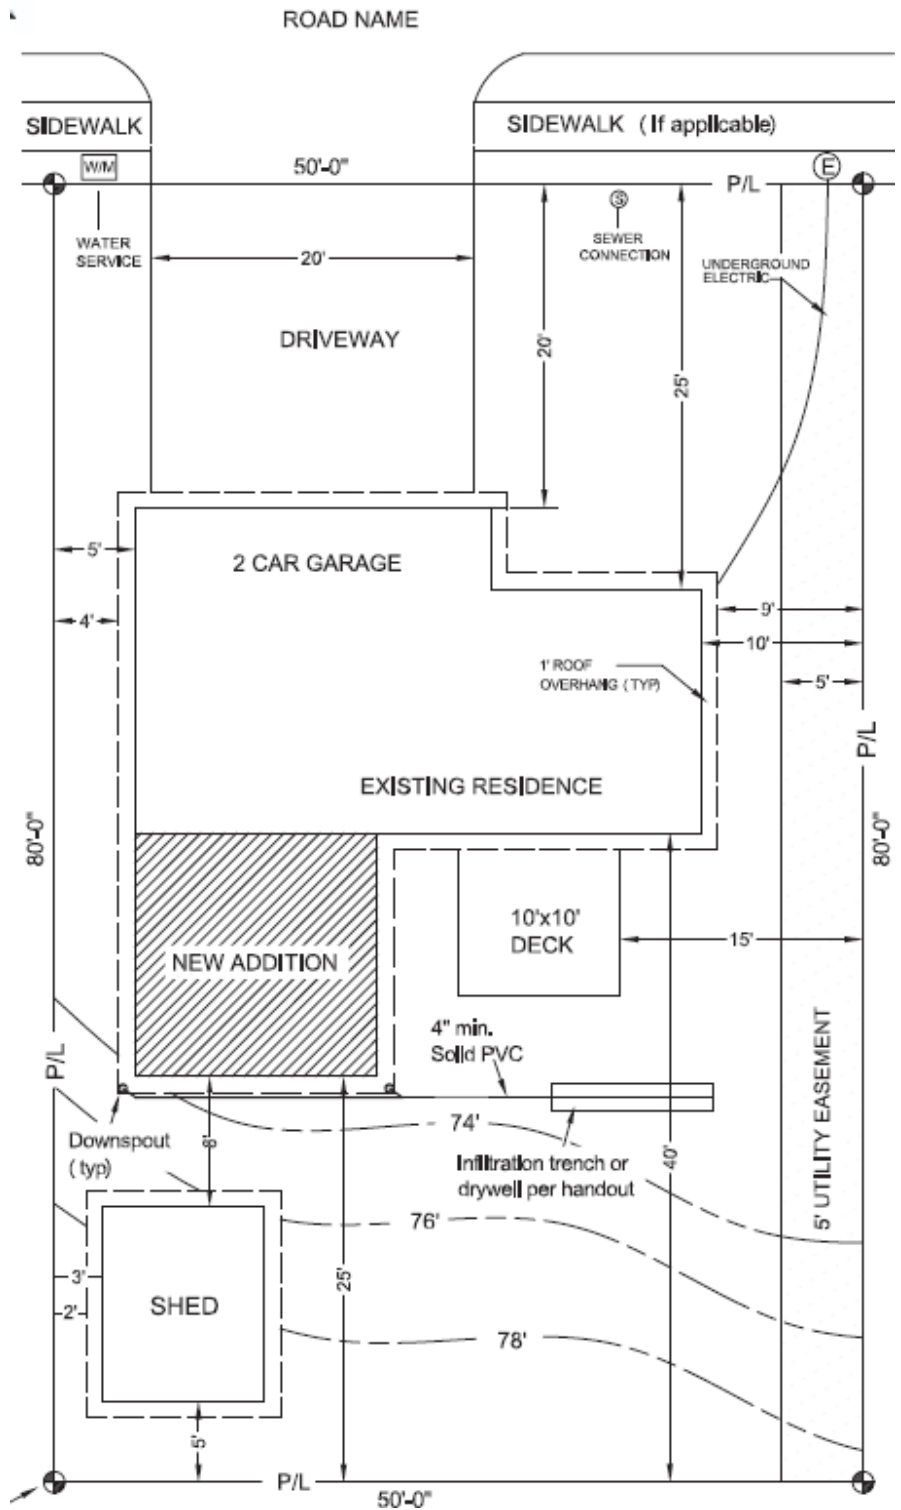 ROAD NAME
SIDEWALK
SIDEWALK ( If applicable)
W/M
50'-0"
P/L
E
S
WATER
SERVICE
SEWER
CONNECTION
20'
UNDERGROUND
ELECTRIC
DRIVEWAY
20'
25'
5'
2 CAR GARAGE
4'
9'
10'
1' ROOF
OVERHANG ( TYP)
5'
P/L
EXISTING RESIDENCE
80'-0"
80'-0"
10'x10'
DECK
15'
NEW ADDITION
4" min.
Solid PVC
P/L
5' UTILITY EASEMENT
Downspout
( typ)
6'
74'
40'
Infiltration trench or
drywell per handout
76'
25'
3'
2'
SHED
78'
5'
P/L
50'-0"